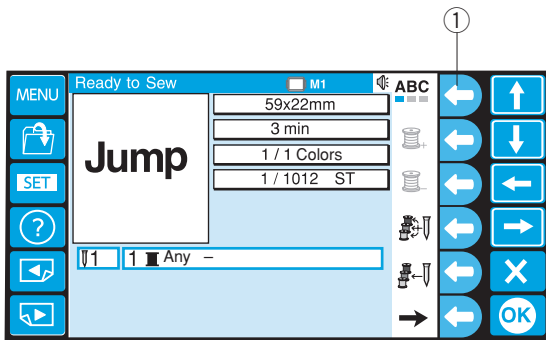 1
MENU
Ready to Sew
M1
ABC
59x22mm
3 min
Jump
1 / 1 Colors
SET
1 / 1012 ST
?
1
1 Any –
OK